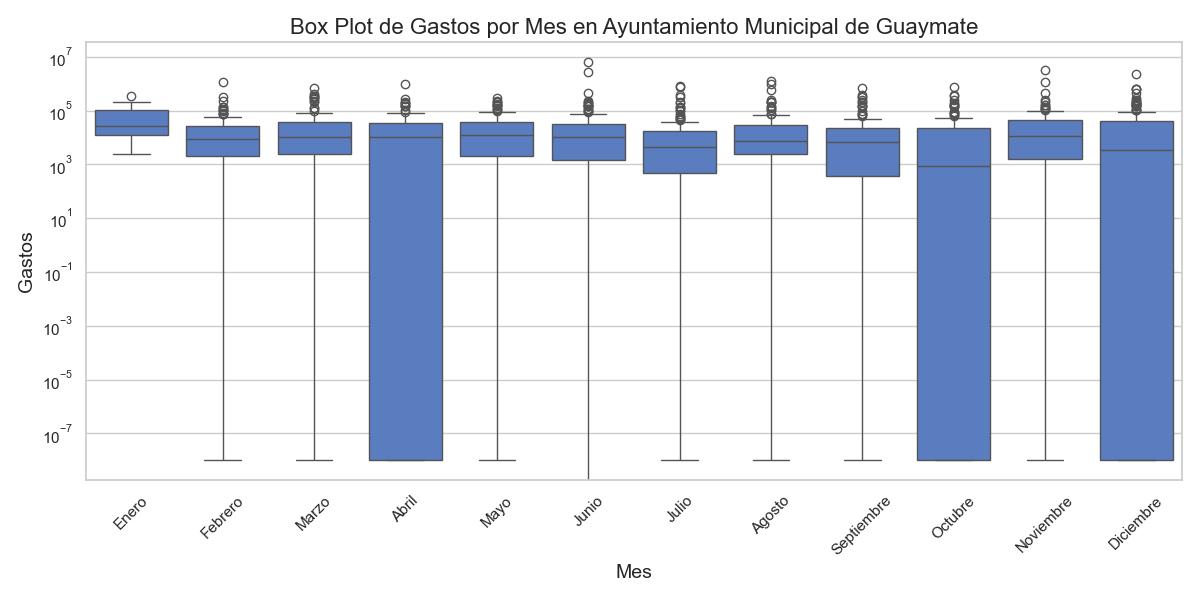 Box Plot de Gastos por Mes en Ayuntamiento Municipal de Guaymate
Gastos
10^7
10^5
10^3
10^1
10^−1
10^−3
10^−5
10^−7
Enero
Febrero
Marzo
Abril
Mayo
Junio
Julio
Agosto
Septiembre
Octubre
Noviembre
Diciembre
Mes